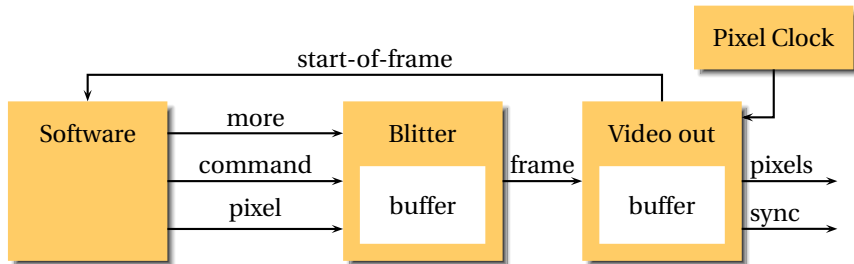 Pixel Clock
start-of-frame
Software
more
Blitter
Video out
command
frame
pixels
pixel
buffer
buffer
sync